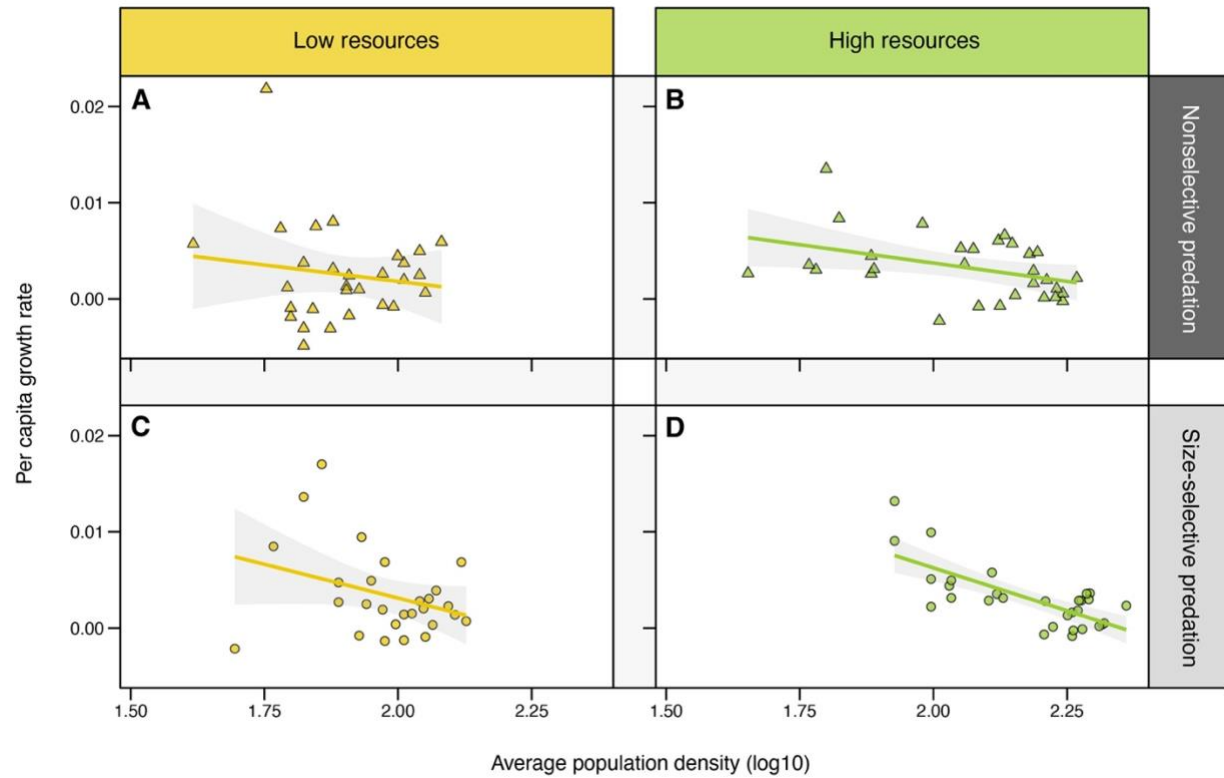 Low resources
High resources
A
B
0.02
0.01
0.00
Nonselective predation
Per capita growth rate
C
D
0.02
0.01
0.00
Size-selective predation
1.50
1.75
2.00
2.25
1.50
1.75
2.00
2.25
Average population density (log10)